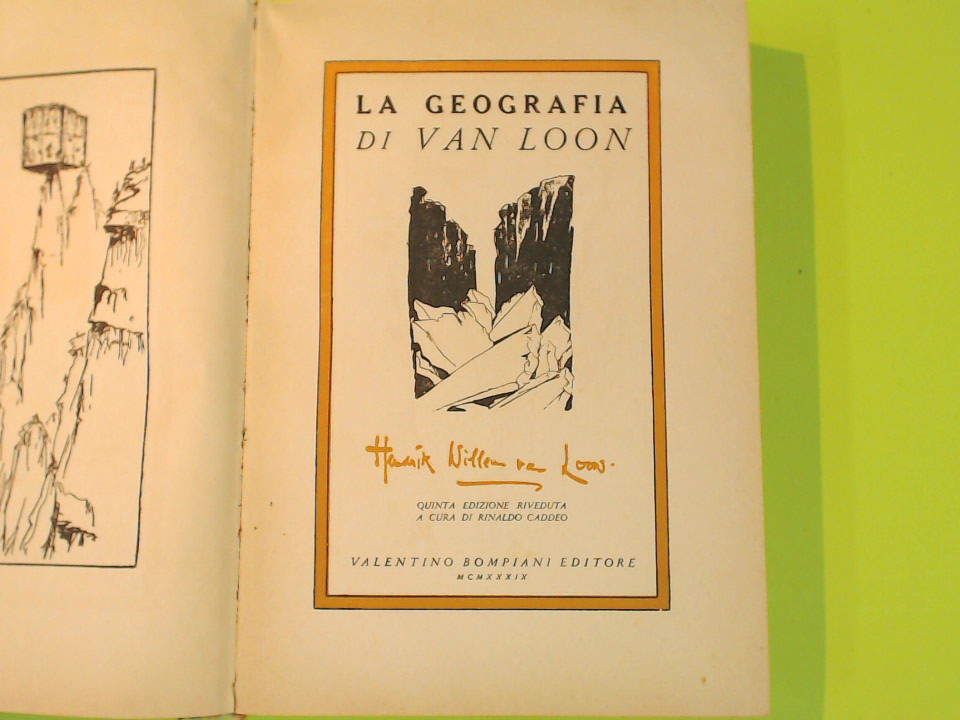 LA GEOGRAFIA
DI VAN LOON
Hendrik Willem van Loon.
QUINTA EDIZIONE RIVEDUTA
A CURA DI RINALDO CADDEO
VALENTINO BOMPIANI EDITORE
MCMXXXIX